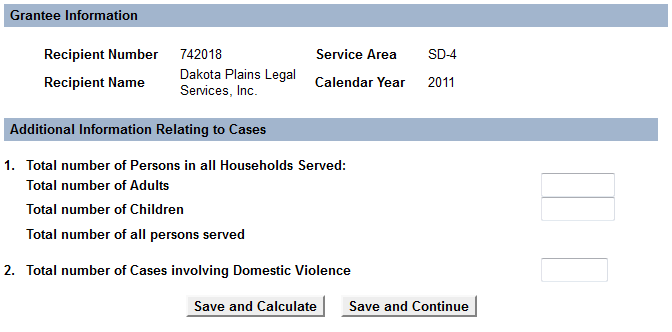 Grantee Information
Recipient Number 742018 Service Area SD-4
Recipient Name Dakota Plains Legal Services, Inc. Calendar Year 2011
Additional Information Relating to Cases
1. Total number of Persons in all Households Served:
Total number of Adults
Total number of Children
Total number of all persons served
2. Total number of Cases involving Domestic Violence
Save and Calculate Save and Continue